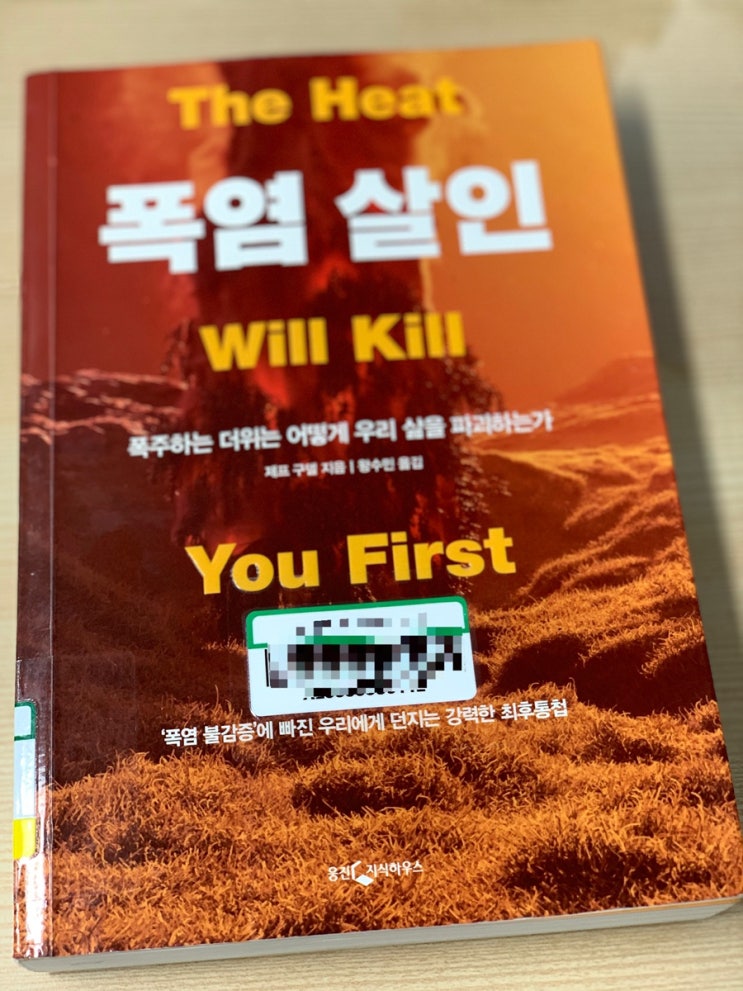 The Heat
폭염 살인
Will Kill
폭주하는 더위는 어떻게 우리 삶을 파괴하는가
제프 구델 지음 | 왕수민 옮김
You First
'폭염 불감증'에 빠진 우리에게 던지는 강력한 최후통첩
웅진 지식하우스